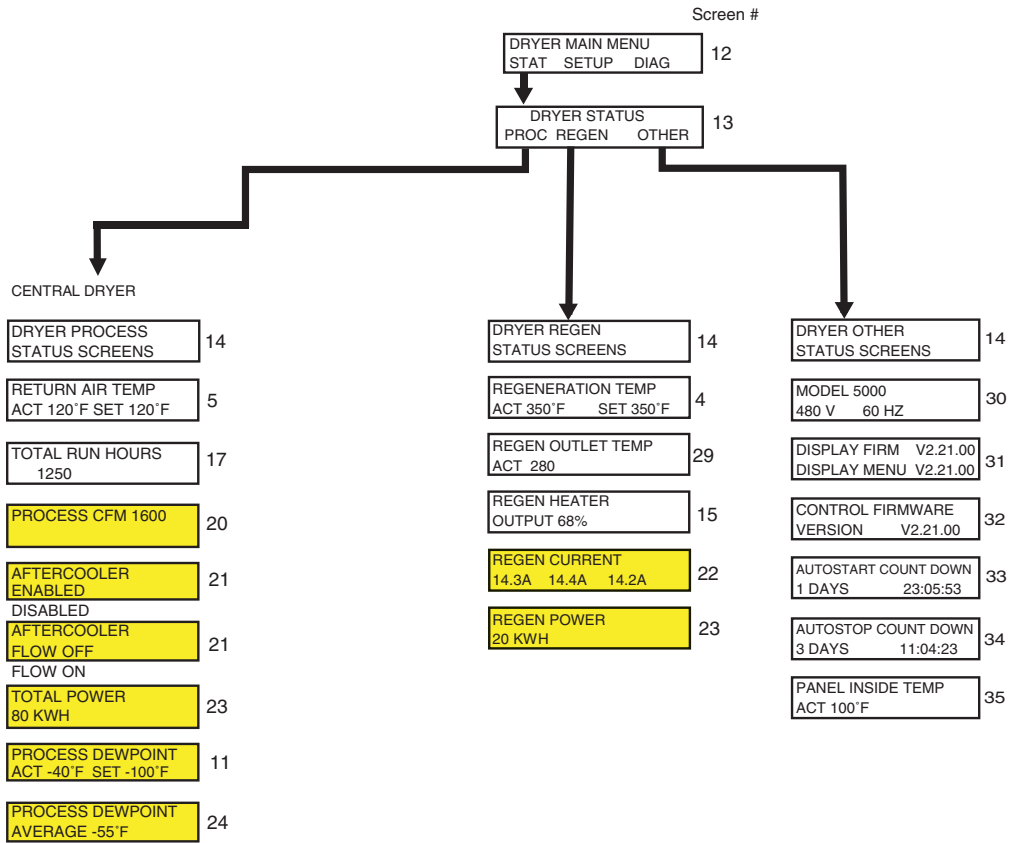 Screen #
DRYER MAIN MENU
STAT SETUP DIAG
12
DRYER STATUS
PROC REGEN OTHER
13
CENTRAL DRYER
DRYER PROCESS
STATUS SCREENS
14
RETURN AIR TEMP
ACT 120˚F SET 120˚F
5
TOTAL RUN HOURS
1250
17
PROCESS CFM 1600
20
AFTERCOOLER
ENABLED
21
DISABLED
AFTERCOOLER
FLOW OFF
21
FLOW ON
TOTAL POWER
80 KWH
23
PROCESS DEWPOINT
ACT -40˚F SET -100˚F
11
PROCESS DEWPOINT
AVERAGE -55˚F
24
DRYER REGEN
STATUS SCREENS
14
REGENERATION TEMP
ACT 350˚F SET 350˚F
4
REGEN OUTLET TEMP
ACT 280
29
REGEN HEATER
OUTPUT 68%
15
REGEN CURRENT
14.3A 14.4A 14.2A
22
REGEN POWER
20 KWH
23
DRYER OTHER
STATUS SCREENS
14
MODEL 5000
480 V 60 HZ
30
DISPLAY FIRM V2.21.00
DISPLAY MENU V2.21.00
31
CONTROL FIRMWARE
VERSION V2.21.00
32
AUTOSTART COUNT DOWN
1 DAYS 23:05:53
33
AUTOSTOP COUNT DOWN
3 DAYS 11:04:23
34
PANEL INSIDE TEMP
ACT 100˚F
35